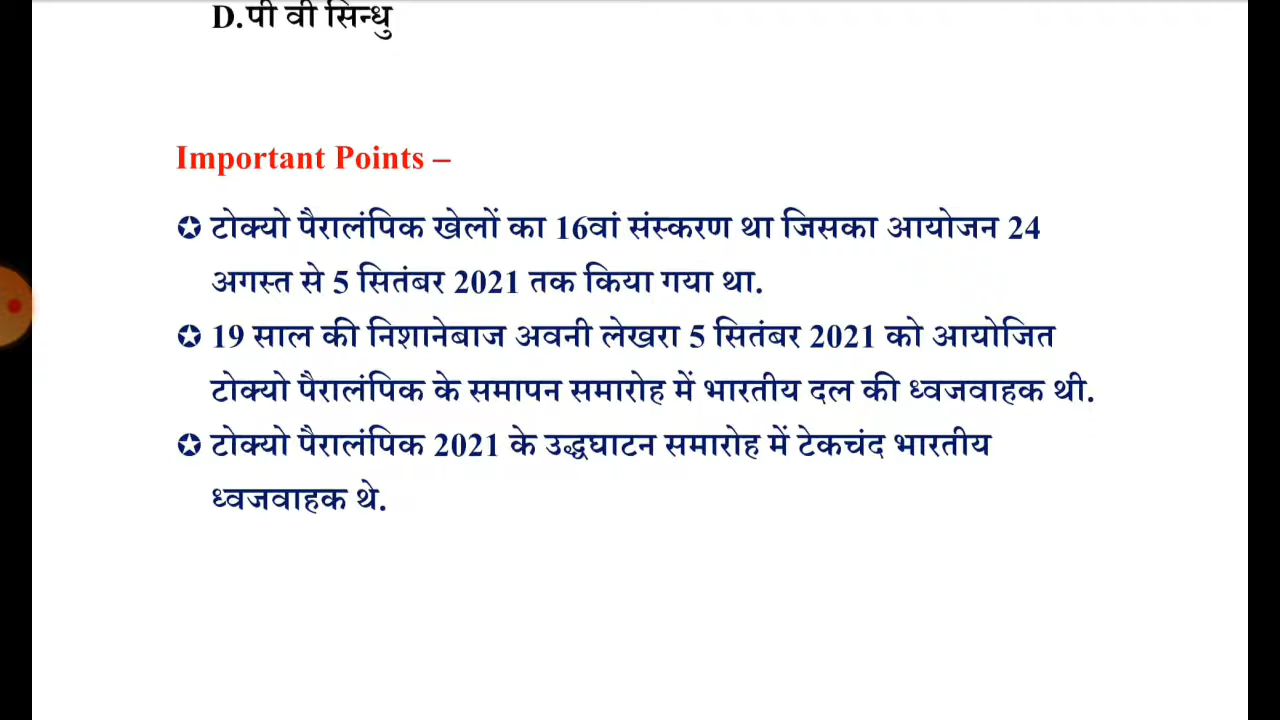 D.पी वी सिन्धु
Important Points –
✪ टोक्यो पैरालंपिक खेलों का 16वां संस्करण था जिसका आयोजन 24
अगस्त से 5 सितंबर 2021 तक किया गया था.
✪ 19 साल की निशानेबाज अवनी लेखरा 5 सितंबर 2021 को आयोजित
टोक्यो पैरालंपिक के समापन समारोह में भारतीय दल की ध्वजवाहक थी.
✪ टोक्यो पैरालंपिक 2021 के उद्धघाटन समारोह में टेकचंद भारतीय
ध्वजवाहक थे.